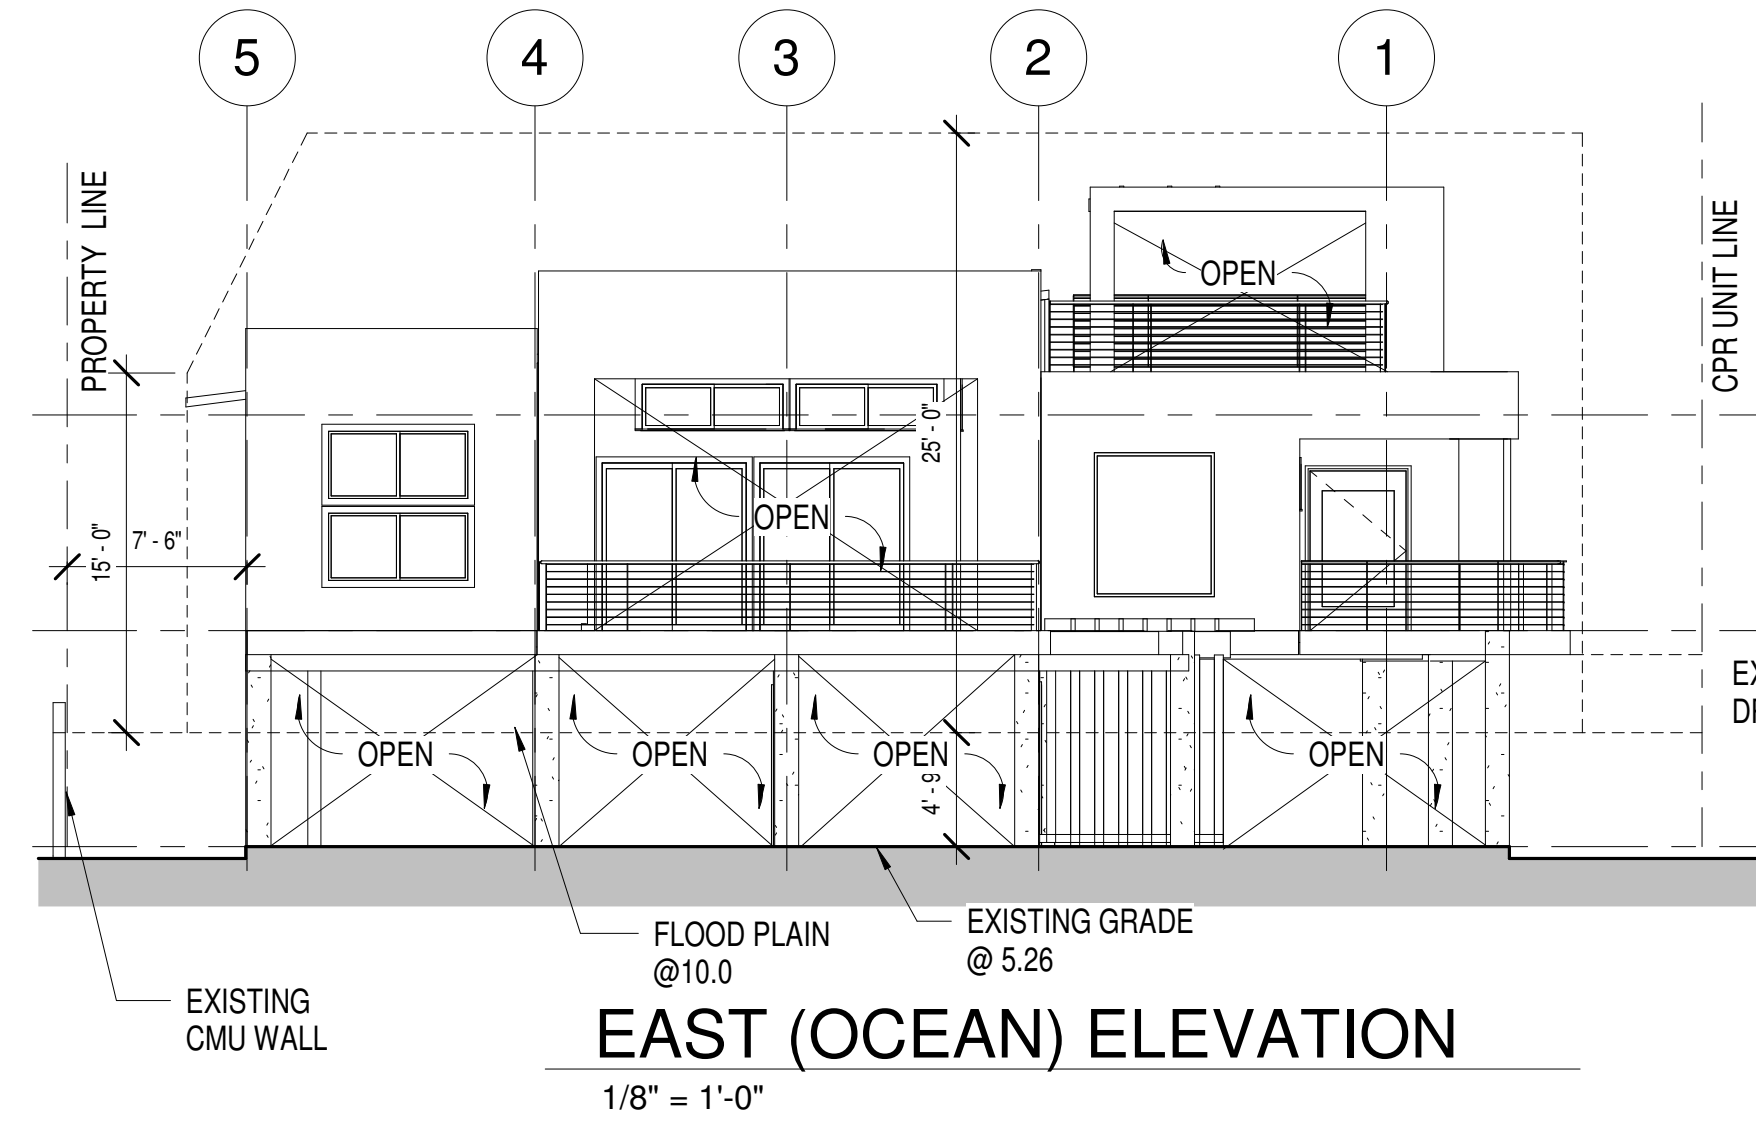 5
4
3
2
1
PROPERTY LINE
CPR UNIT LINE
OPEN
25' - 0"
OPEN
15' - 0"
7' - 6"
OPEN
OPEN
OPEN
OPEN
4' - 9
FLOOD PLAIN
@10.0
EXISTING GRADE
@ 5.26
EXISTING
CMU WALL
EAST (OCEAN) ELEVATION
1/8" = 1'-0"